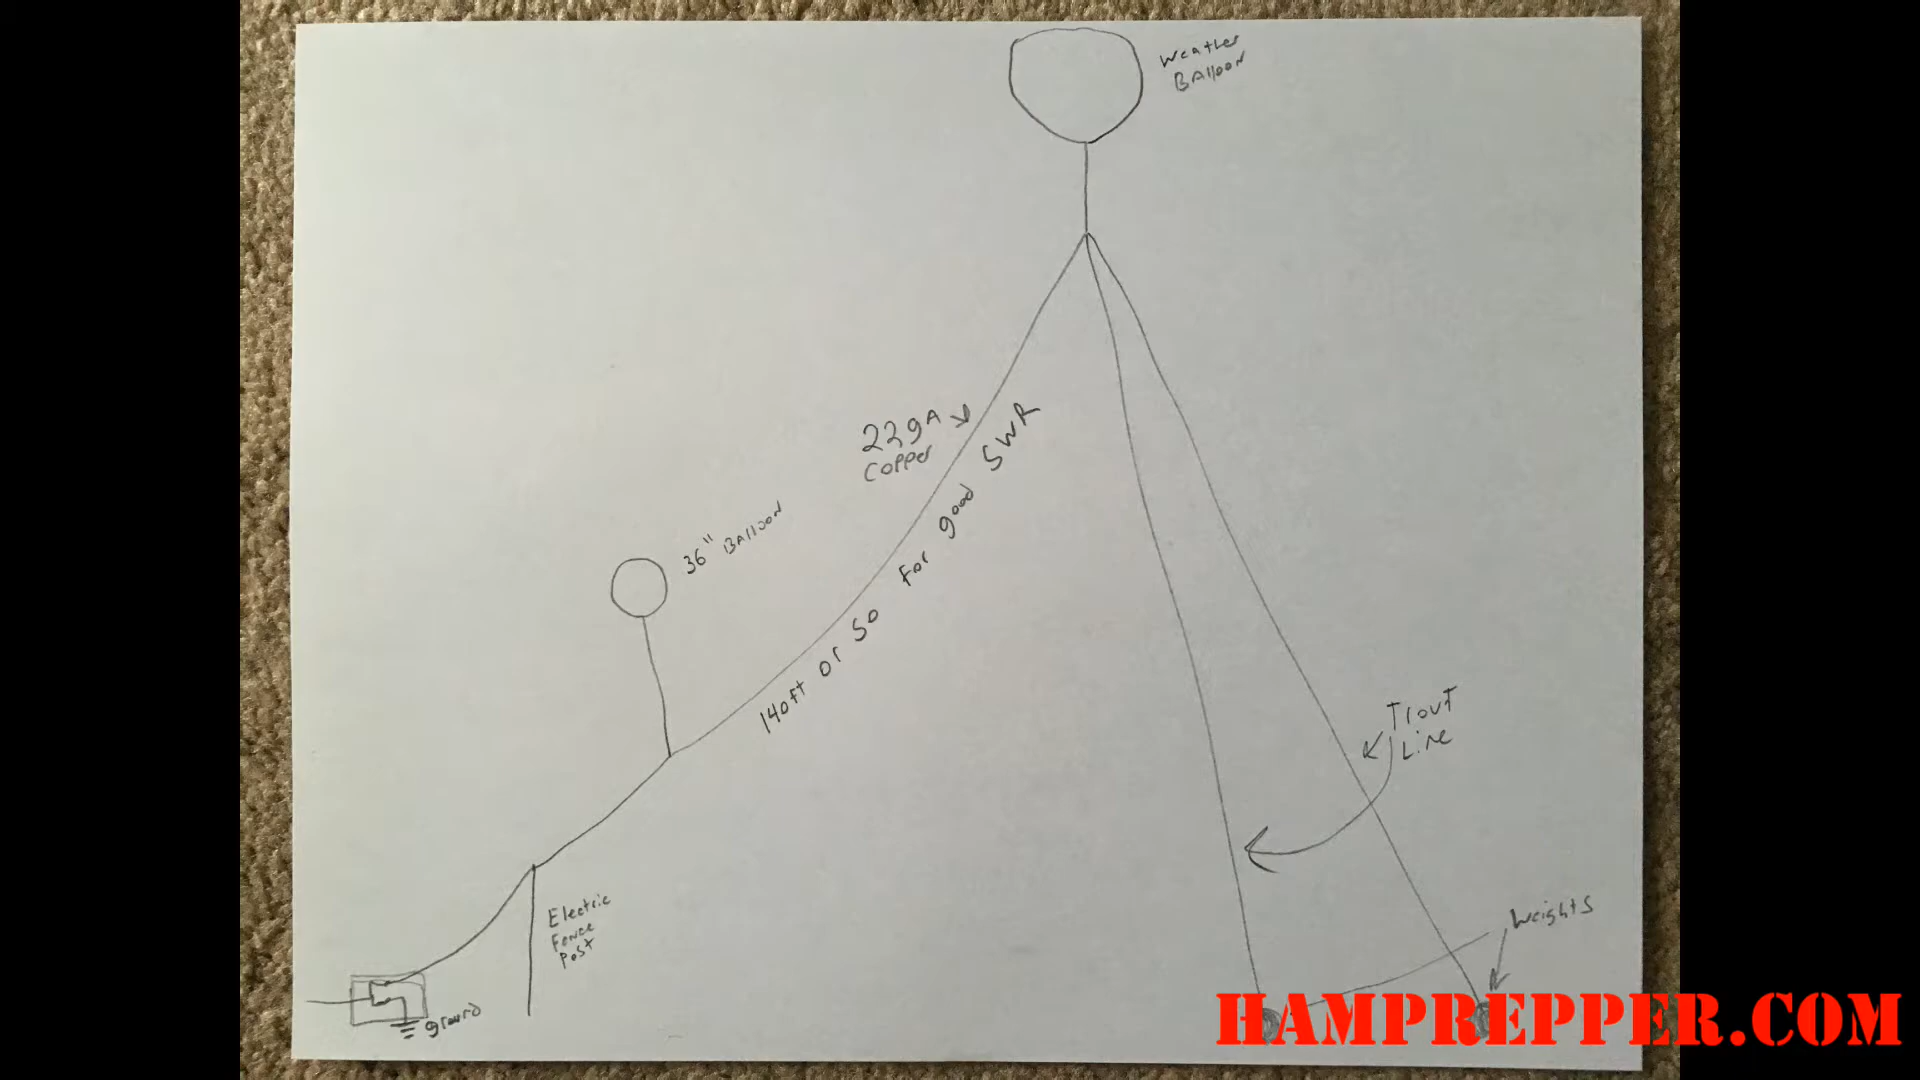 Weather
Balloon
22gA
Copper
140ft or so for good SWR
36" Balloon
Trout
Line
Weights
Electric
Fence
Post
ground
HAMPREPPER.COM